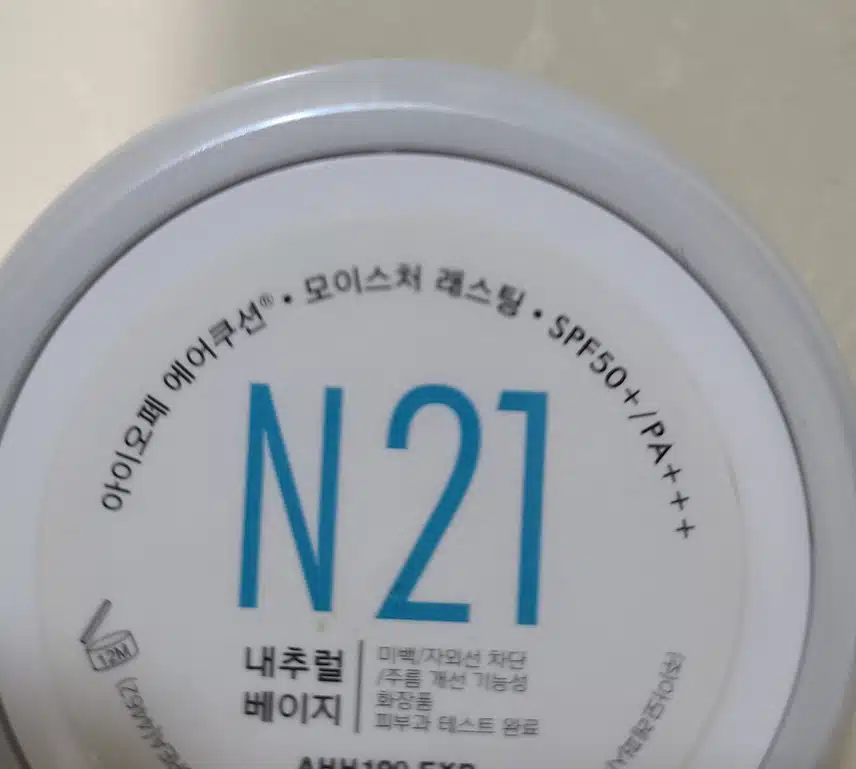 아이오페 에어쿠션® • 모이스처 래스팅 • SPF50+/PA+++
N21
내추럴
베이지
미백/자외선 차단
/주름 개선 기능성
화장품
피부과 테스트 완료
12M